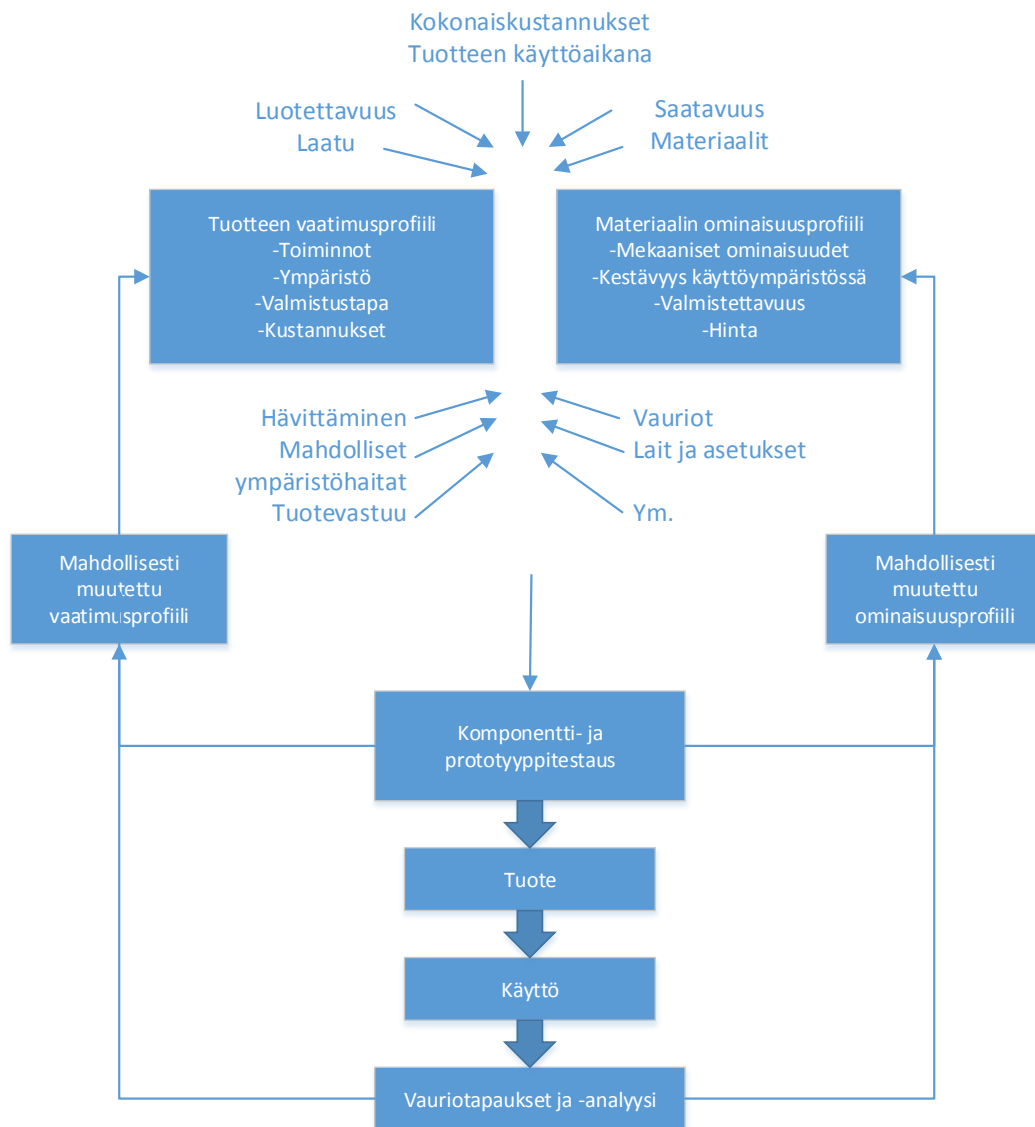 Kokonaiskustannukset
Tuotteen käyttöaikana
Luotettavuus
Laatu
Saatavuus
Materiaalit
Tuotteen vaatimusprofiili
-Toiminnot
-Ympäristö
-Valmistustapa
-Kustannukset
Materiaalin ominaisuusprofiili
-Mekaaniset ominaisuudet
-Kestävyys käyttöympäristössä
-Valmistettavuus
-Hinta
Hävittäminen
Mahdolliset
ympäristöhaitat
Tuotevastuu
Vauriot
Lait ja asetukset
Ym.
Mahdollisesti
muutettu
vaatimusprofiili
Mahdollisesti
muutettu
ominaisuusprofiili
Komponentti- ja
prototyyppitestaus
Tuote
Käyttö
Vauriotapaukset ja -analyysi